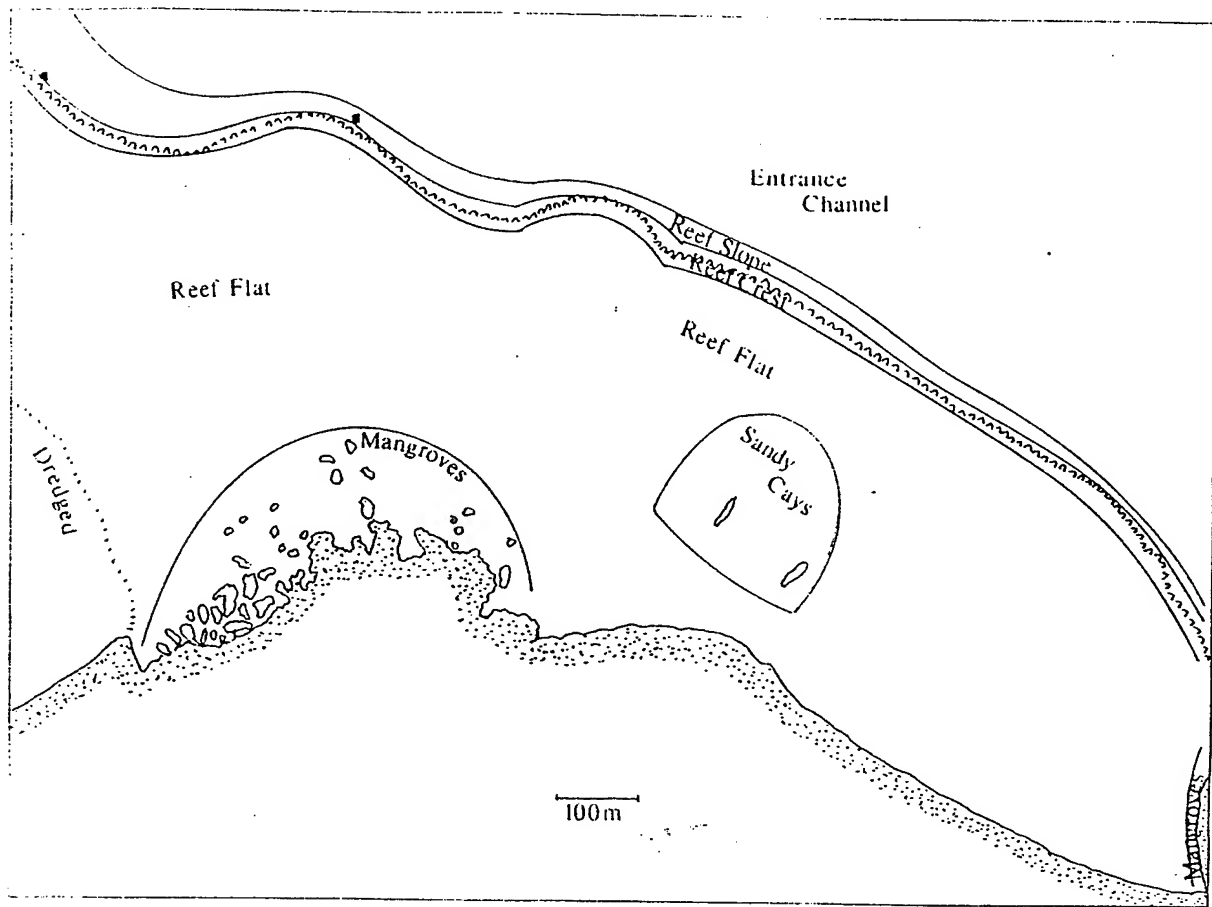 Entrance
Channel
Reef Slope
Reef Crest
Reef Flat
Reef Flat
Mangroves
Sandy
Cays
Dredged
100m
Mangroves